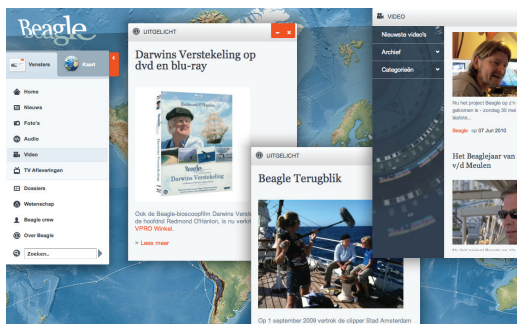 Beagle
Vensters
Kaart
Home
Nieuws
Foto's
Audio
Video
TV Afleveringen
Dossiers
Wetenschap
Beagle crew
Over Beagle
Zoeken..
UITGELICHT
Darwins Verstekeling op
dvd en blu-ray
Redmond O'Hanlon
Beagle
Darwins Verstekeling
Ook de Beagle-bioscoopfilm Darwins Verst
de hoofdrol Redmond O'Hanlon, is nu verkr
VPRO Winkel.
Lees meer
UITGELICHT
Beagle Terugblik
Op 1 september 2009 vertrok de clipper Stad Amsterdam
VIDEO
Nieuwste video's
Archief
Categorieën
Nu het project Beagle op z'n
gekomen is - zondag 30 mei
laatste...
Beagle op 07 Jun 2010
Het Beaglejaar van
v/d Meulen